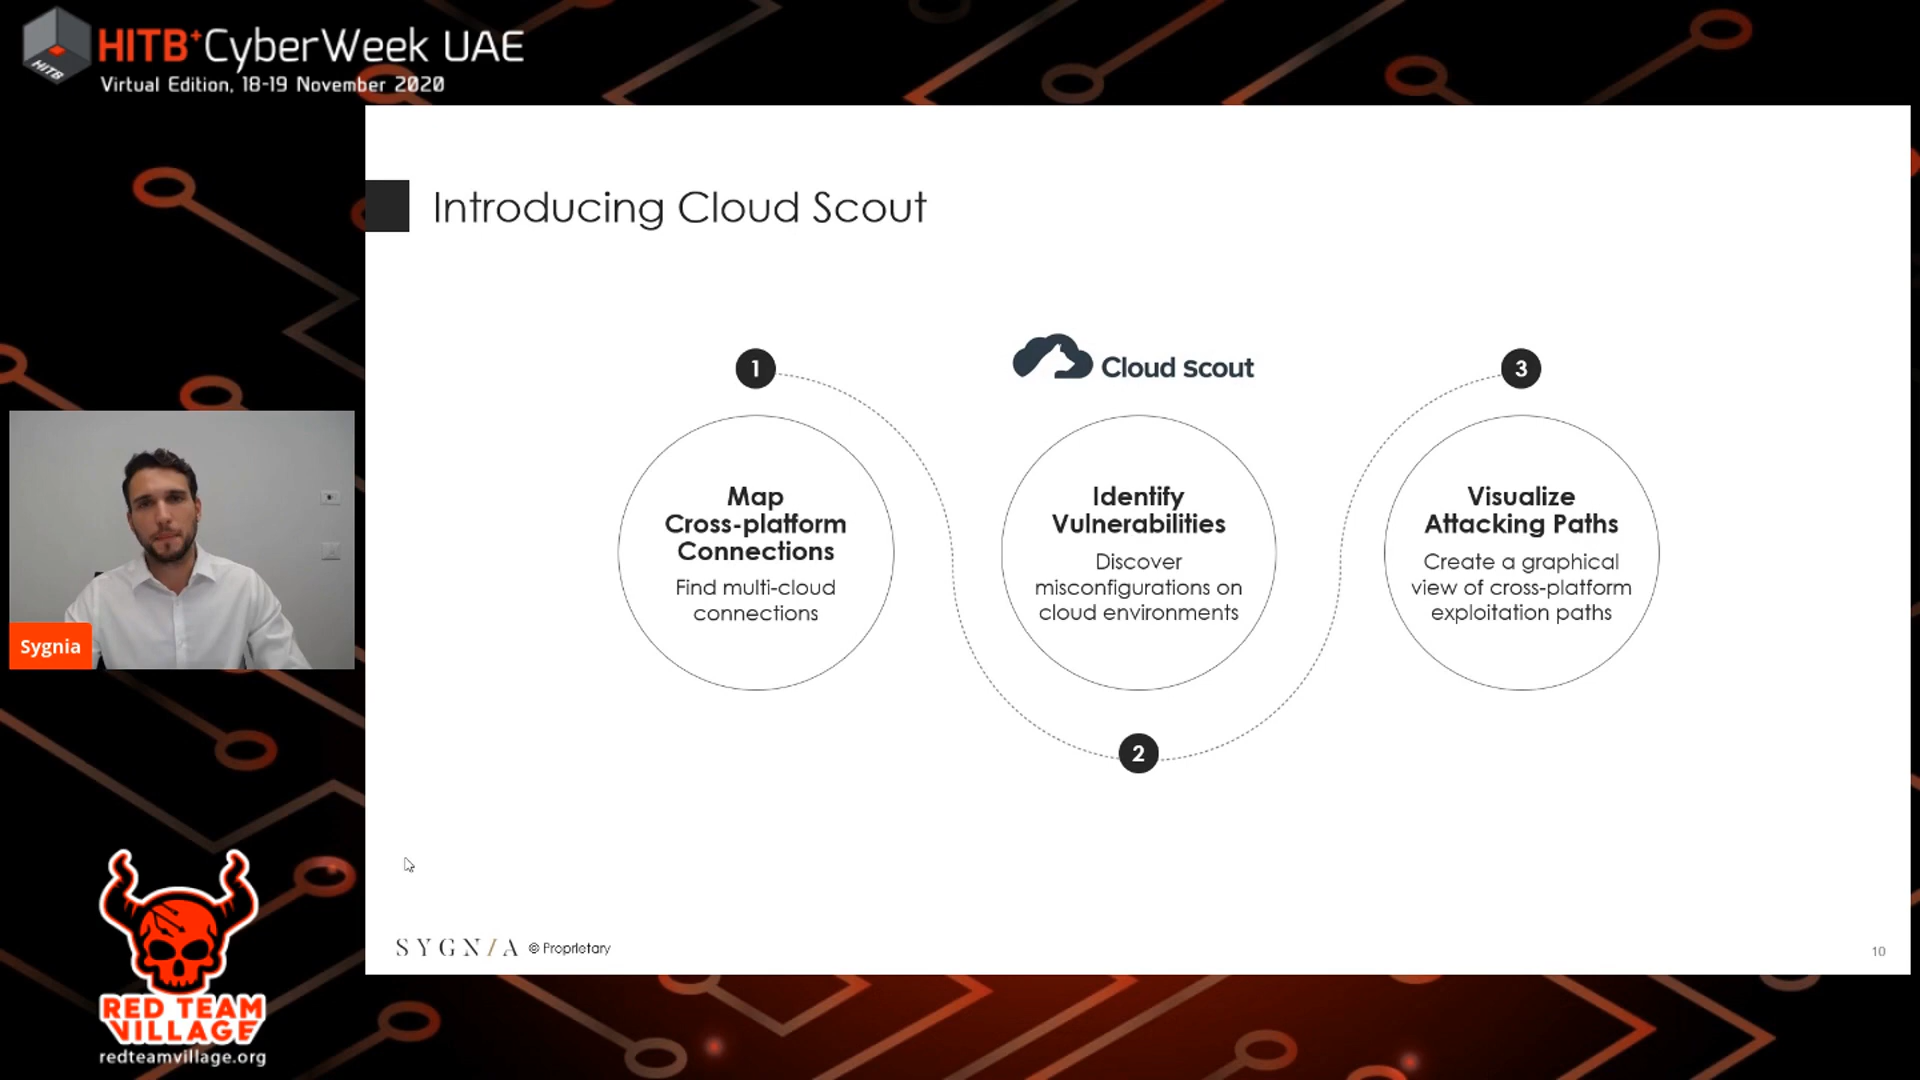 HITB+CyberWeek UAE
HITB
Virtual Edition, 18-19 November 2020
Introducing Cloud Scout
1
Cloud Scout
3
Map
Cross-platform
Connections
Find multi-cloud
connections
Identify
Vulnerabilities
Discover
misconfigurations on
cloud environments
Visualize
Attacking Paths
Create a graphical
view of cross-platform
exploitation paths
2
Sygnia
RED TEAM
VILLAGE
redteamvillage.org
SYGNIA © Proprietary
10